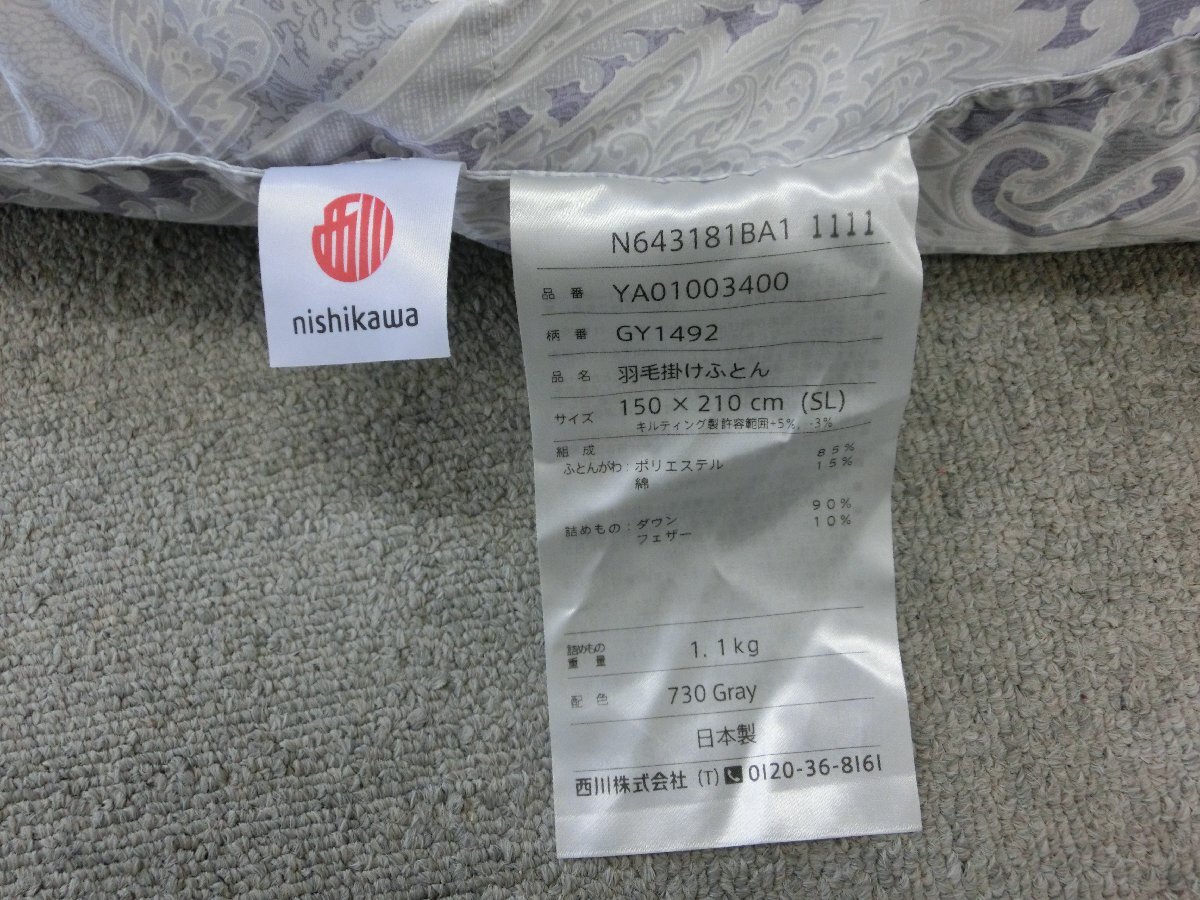 西川
nishikawa
N643181BA1 1111
品番 YA01003400
柄番 GY1492
品名 羽毛掛けふとん
サイズ 150 × 210 cm (SL)
キルティング製許容範囲+5%, -3%
組成
ふとんがわ:ポリエステル 85%
綿 15%
詰めもの:ダウン 90%
フェザー 10%
詰めもの重量 1.1kg
配色 730 Gray
日本製
西川株式会社 (T) 0120-36-8161